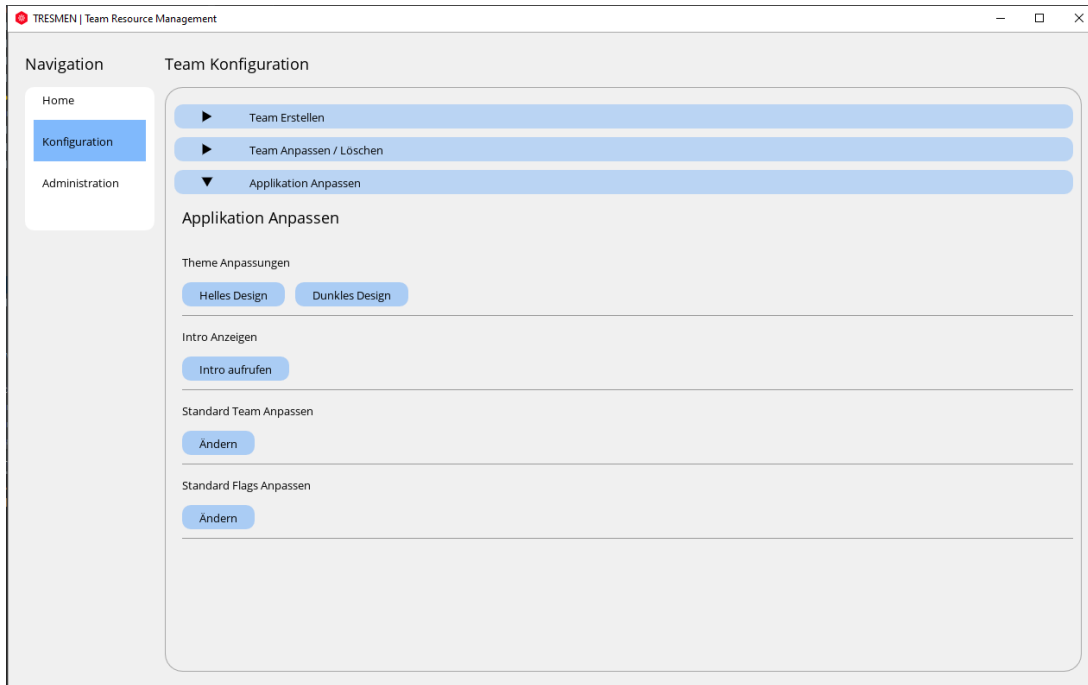 TRESMEN | Team Resource Management
Navigation
Team Konfiguration
Home
Konfiguration
Administration
Team Erstellen
Team Anpassen / Löschen
Applikation Anpassen
Applikation Anpassen
Theme Anpassungen
Helles Design
Dunkles Design
Intro Anzeigen
Intro aufrufen
Standard Team Anpassen
Ändern
Standard Flags Anpassen
Ändern